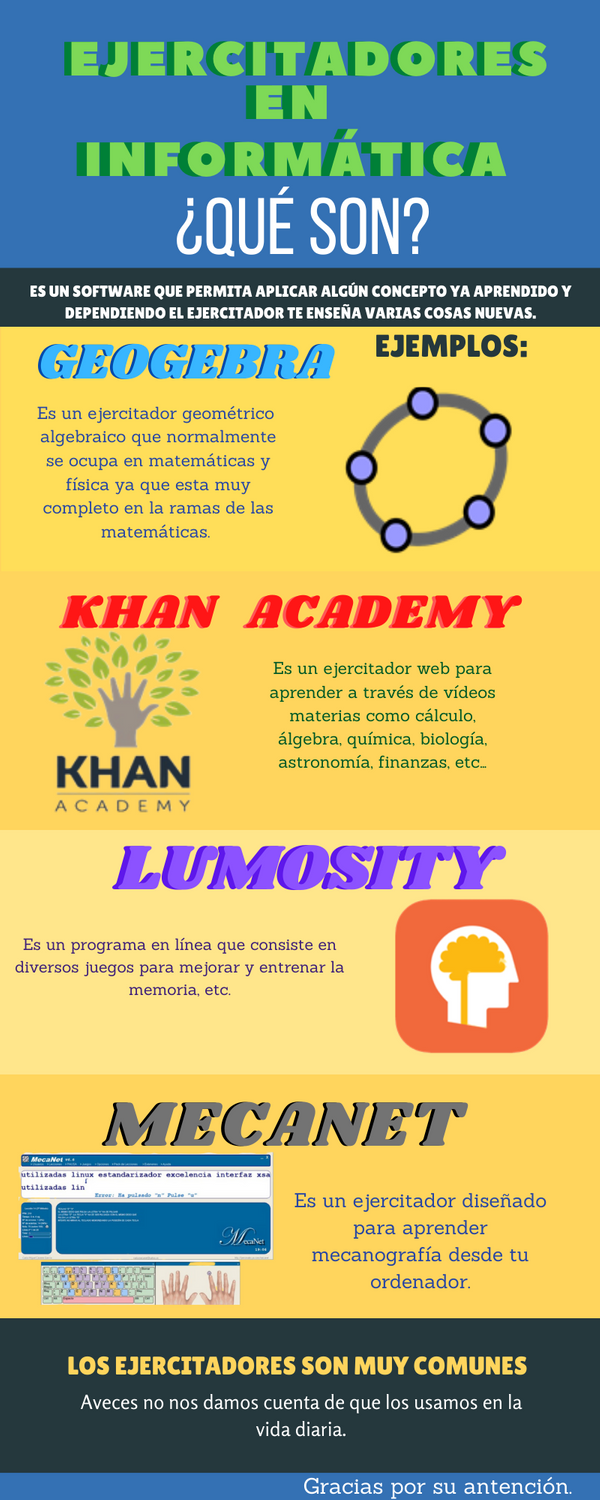 EJERCITADORES
EN
INFORMÁTICA
¿QUÉ SON?
ES UN SOFTWARE QUE PERMITA APLICAR ALGÚN CONCEPTO YA APRENDIDO Y
DEPENDIENDO EL EJERCITADOR TE ENSEÑA VARIAS COSAS NUEVAS.
EJEMPLOS:
GEOGEBRA
Es un ejercitador geométrico
algebraico que normalmente
se ocupa en matemáticas y
física ya que esta muy
completo en la ramas de las
matemáticas.
KHAN ACADEMY
KHAN
ACADEMY
Es un ejercitador web para
aprender a través de vídeos
materias como cálculo,
álgebra, química, biología,
astronomía, finanzas, etc...
LUMOSITY
Es un programa en línea que consiste en
diversos juegos para mejorar y entrenar la
memoria, etc.
MECANET
MecaNet
utilizadas linux estandarizador excelencia interfaz xsa
utilizadas lin
Error: Ha pulsado "n" Pulse "u"
MecaNet
Es un ejercitador diseñado
para aprender
mecanografía desde tu
ordenador.
LOS EJERCITADORES SON MUY COMUNES
Aveces no nos damos cuenta de que los usamos en la
vida diaria.
Gracias por su antención.